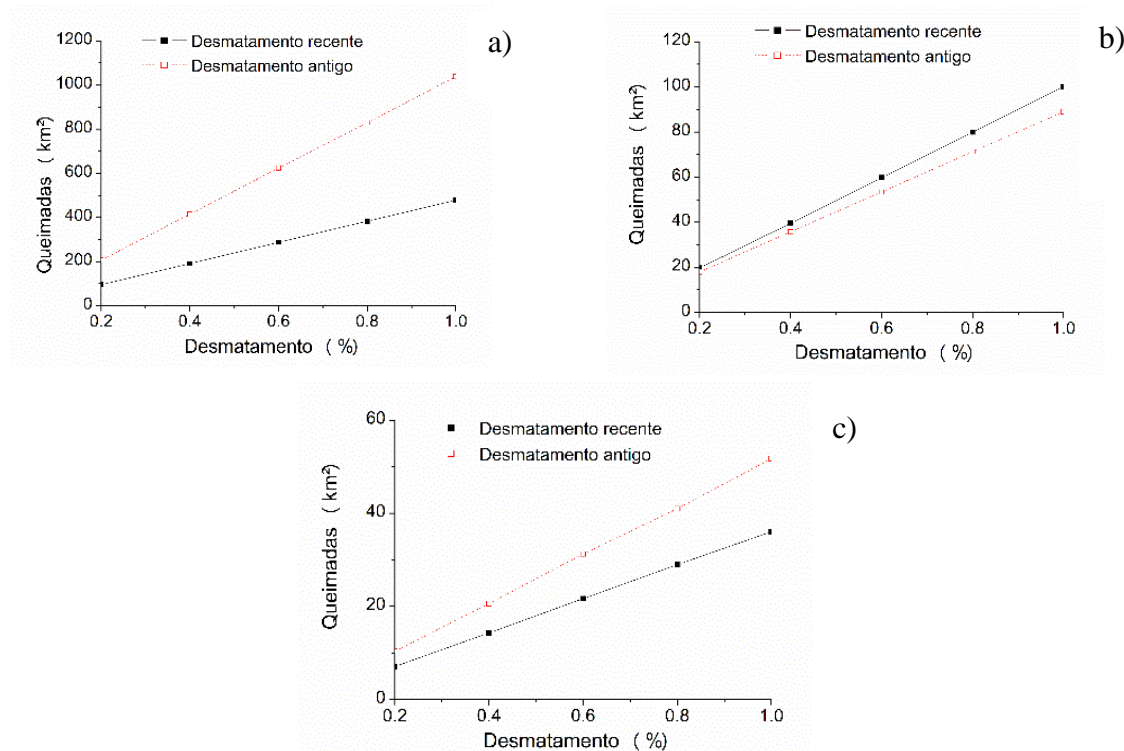 a)
Desmatamento recente
Desmatamento antigo
1200
1000
800
600
400
200
0
0.2 0.4 0.6 0.8 1.0
Queimadas ( km²)
Desmatamento ( %)
b)
Desmatamento recente
Desmatamento antigo
120
100
80
60
40
20
0
0.2 0.4 0.6 0.8 1.0
Queimadas ( km²)
Desmatamento ( %)
c)
Desmatamento recente
Desmatamento antigo
60
40
20
0
0.2 0.4 0.6 0.8 1.0
Queimadas ( km²)
Desmatamento ( %)